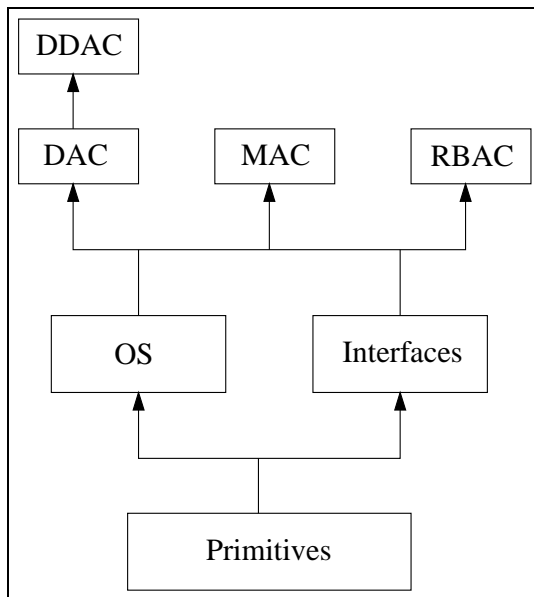 DDAC
DAC
MAC
RBAC
OS
Interfaces
Primitives